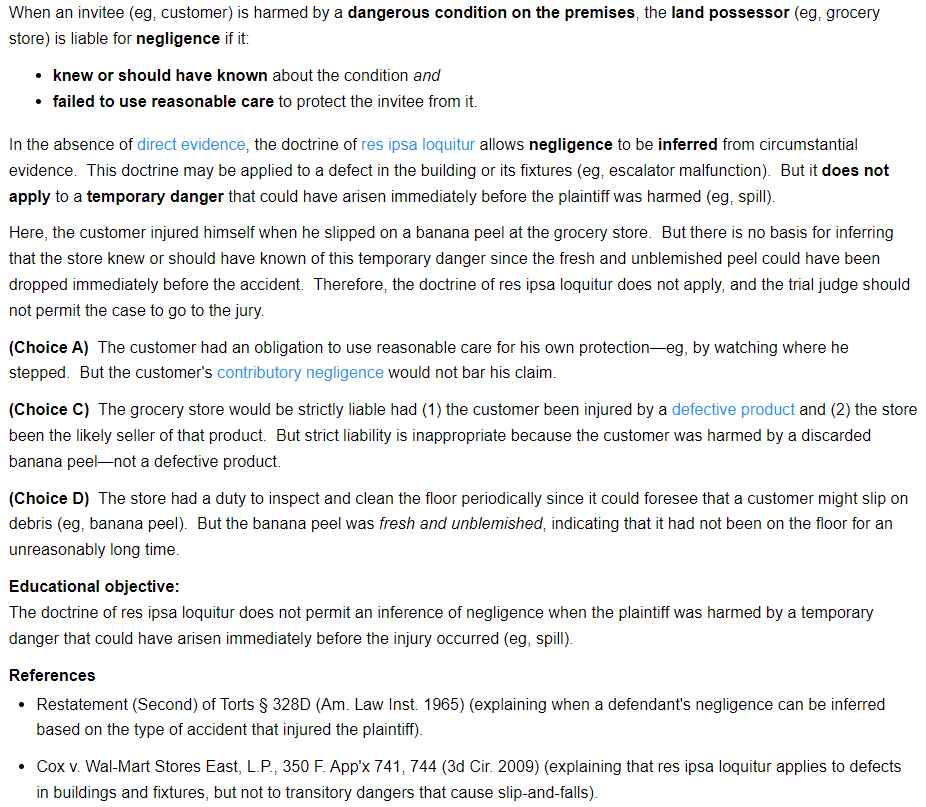 When an invitee (eg, customer) is harmed by a dangerous condition on the premises, the land possessor (eg, grocery
store) is liable for negligence if it:
• knew or should have known about the condition and
• failed to use reasonable care to protect the invitee from it.
In the absence of direct evidence, the doctrine of res ipsa loquitur allows negligence to be inferred from circumstantial
evidence. This doctrine may be applied to a defect in the building or its fixtures (eg, escalator malfunction). But it does not
apply to a temporary danger that could have arisen immediately before the plaintiff was harmed (eg, spill).
Here, the customer injured himself when he slipped on a banana peel at the grocery store. But there is no basis for inferring
that the store knew or should have known of this temporary danger since the fresh and unblemished peel could have been
dropped immediately before the accident. Therefore, the doctrine of res ipsa loquitur does not apply, and the trial judge should
not permit the case to go to the jury.
(Choice A) The customer had an obligation to use reasonable care for his own protection—eg, by watching where he
stepped. But the customer's contributory negligence would not bar his claim.
(Choice C) The grocery store would be strictly liable had (1) the customer been injured by a defective product and (2) the store
been the likely seller of that product. But strict liability is inappropriate because the customer was harmed by a discarded
banana peel—not a defective product.
(Choice D) The store had a duty to inspect and clean the floor periodically since it could foresee that a customer might slip on
debris (eg, banana peel). But the banana peel was fresh and unblemished, indicating that it had not been on the floor for an
unreasonably long time.
Educational objective:
The doctrine of res ipsa loquitur does not permit an inference of negligence when the plaintiff was harmed by a temporary
danger that could have arisen immediately before the injury occurred (eg, spill).
References
• Restatement (Second) of Torts § 328D (Am. Law Inst. 1965) (explaining when a defendant's negligence can be inferred
based on the type of accident that injured the plaintiff).
• Cox v. Wal-Mart Stores East, L.P., 350 F. App'x 741, 744 (3d Cir. 2009) (explaining that res ipsa loquitur applies to defects
in buildings and fixtures, but not to transitory dangers that cause slip-and-falls).